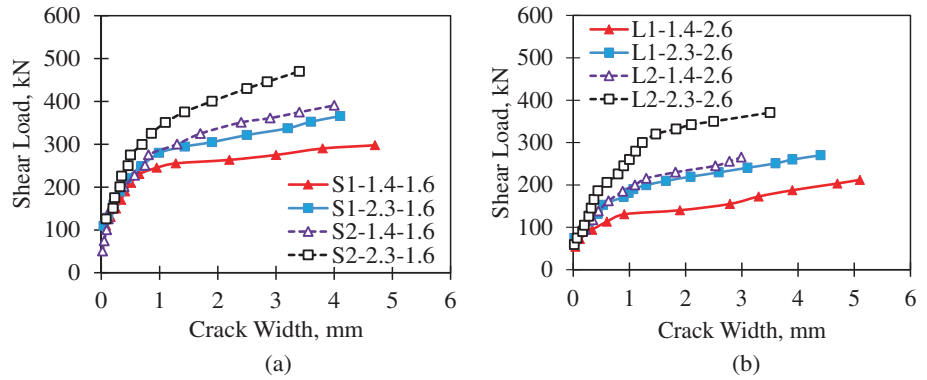 600
500
400
300
200
100
0
Shear Load, kN
S1-1.4-1.6
S1-2.3-1.6
S2-1.4-1.6
S2-2.3-1.6
0 1 2 3 4 5 6
Crack Width, mm
(a)
600
500
400
300
200
100
0
Shear Load, kN
L1-1.4-2.6
L1-2.3-2.6
L2-1.4-2.6
L2-2.3-2.6
0 1 2 3 4 5 6
Crack Width, mm
(b)